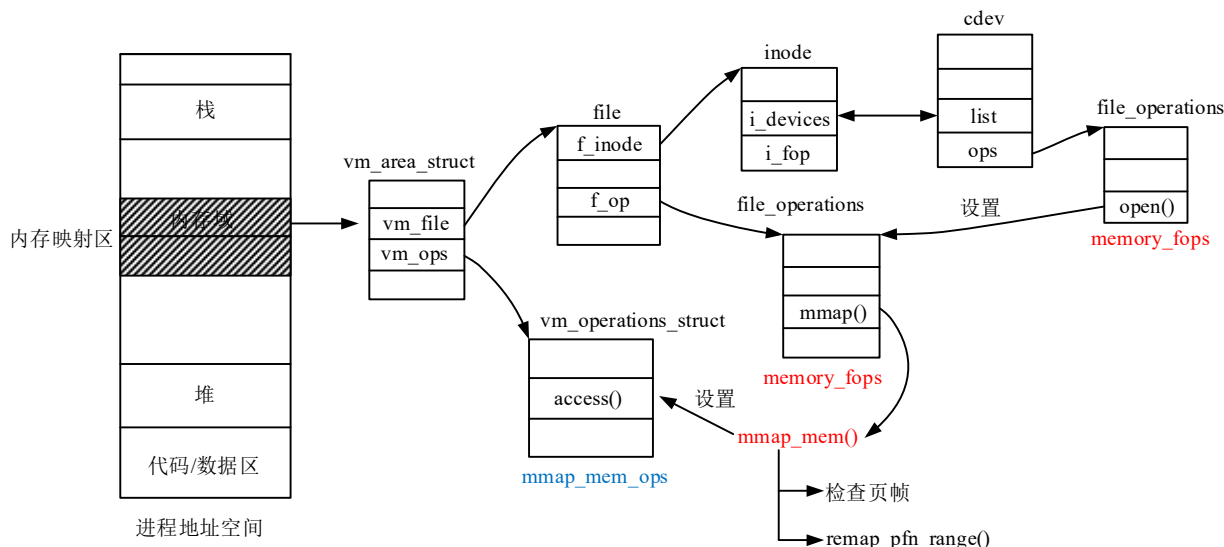 内存映射区
栈
内存域
堆
代码/数据区
进程地址空间
vm_area_struct
vm_file
vm_ops
file
f_inode
f_op
inode
i_devices
i_fop
cdev
list
ops
file_operations
open()
memory_fops
设置
file_operations
mmap()
memory_fops
vm_operations_struct
access()
mmap_mem_ops
设置
mmap_mem()
检查页帧
remap_pfn_range()